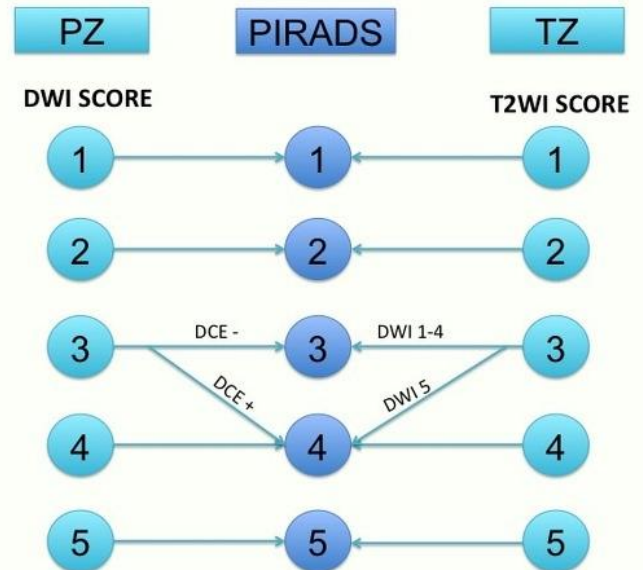 PZ PIRADS TZ
DWI SCORE T2WI SCORE
1 1 1
2 2 2
DCE - DWI 1-4
3 3 3
DCE + DWI 5
4 4 4
5 5 5